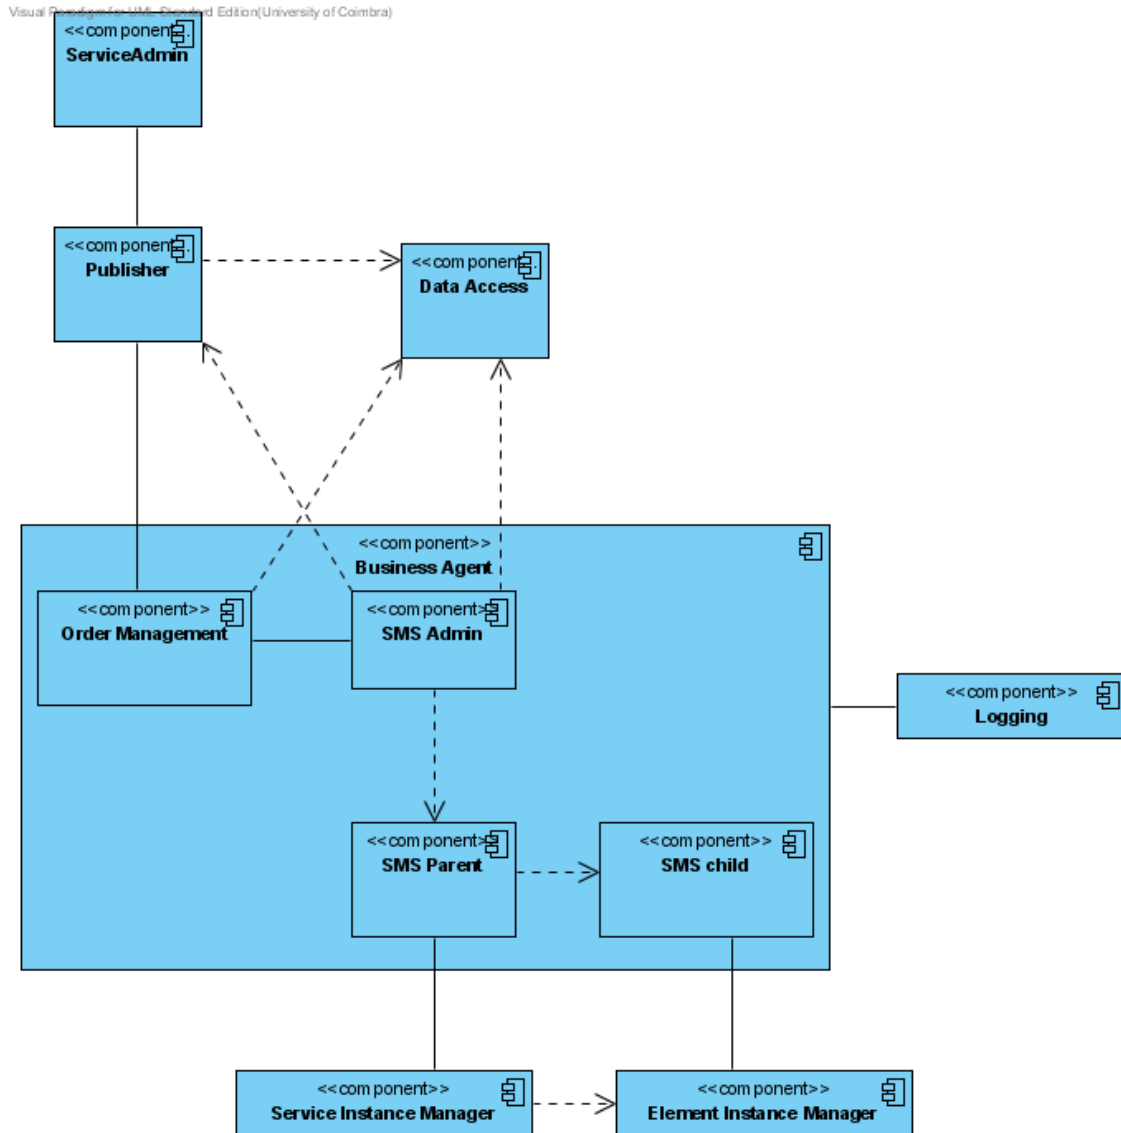 Visual Paradigm for UML Standard Edition(University of Coimbra)
<<component...
ServiceAdmin
<<component...
Publisher
<<component...
Data Access
<<component>>
Business Agent
<<component>>
Order Management
<<component>>
SMS Admin
<<component>>
Logging
<<component>>
SMS Parent
<<component>>
SMS child
<<component>>
Service Instance Manager
<<component>>
Element Instance Manager